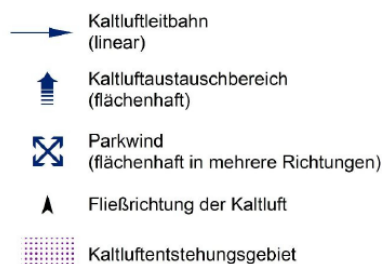 Kaltluftleitbahn
(linear)
Kaltluftaustauschbereich
(flächenhaft)
Parkwind
(flächenhaft in mehrere Richtungen)
Fließrichtung der Kaltluft
Kaltluftentstehungsgebiet